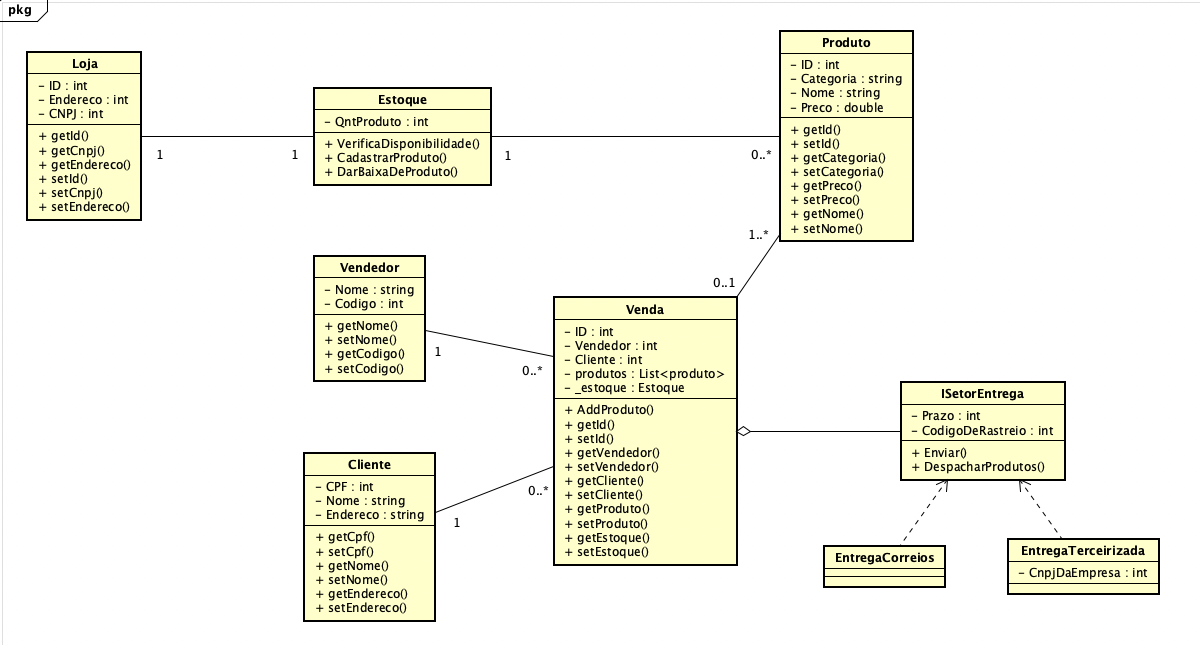 pkg
Loja
- ID : int
- Endereco : int
- CNPJ : int
+ getId()
+ getCnpj()
+ getEndereco()
+ setId()
+ setCnpj()
+ setEndereco()
1
1
Estoque
- QntProduto : int
+ VerificaDisponibilidade()
+ CadastrarProduto()
+ DarBaixaDeProduto()
1
0..*
Produto
- ID : int
- Categoria : string
- Nome : string
- Preco : double
+ getId()
+ setId()
+ getCategoria()
+ setCategoria()
+ getPreco()
+ setPreco()
+ getNome()
+ setNome()
1..*
0..1
Vendedor
- Nome : string
- Codigo : int
+ getNome()
+ setNome()
+ getCodigo()
+ setCodigo()
1
0..*
Venda
- ID : int
- Vendedor : int
- Cliente : int
- produtos : List<produto>
- _estoque : Estoque
+ AddProduto()
+ getId()
+ setId()
+ getVendedor()
+ setVendedor()
+ getCliente()
+ setCliente()
+ getProduto()
+ setProduto()
+ getEstoque()
+ setEstoque()
Cliente
- CPF : int
- Nome : string
- Endereco : string
+ getCpf()
+ setCpf()
+ getNome()
+ setNome()
+ getEndereco()
+ setEndereco()
1
0..*
ISetorEntrega
- Prazo : int
- CodigoDeRastreio : int
+ Enviar()
+ DespacharProdutos()
EntregaCorreios
EntregaTerceirizada
- CnpjDaEmpresa : int